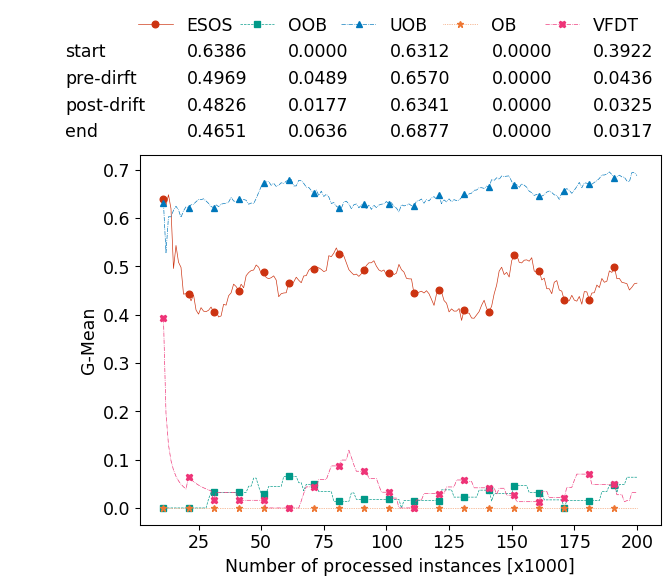 ESOS OOB UOB OB VFDT
start 0.6386 0.0000 0.6312 0.0000 0.3922
pre-dirft 0.4969 0.0489 0.6570 0.0000 0.0436
post-drift 0.4826 0.0177 0.6341 0.0000 0.0325
end 0.4651 0.0636 0.6877 0.0000 0.0317
0.7
0.6
0.5
0.4
0.3
0.2
0.1
0.0
G-Mean
25 50 75 100 125 150 175 200
Number of processed instances [x1000]